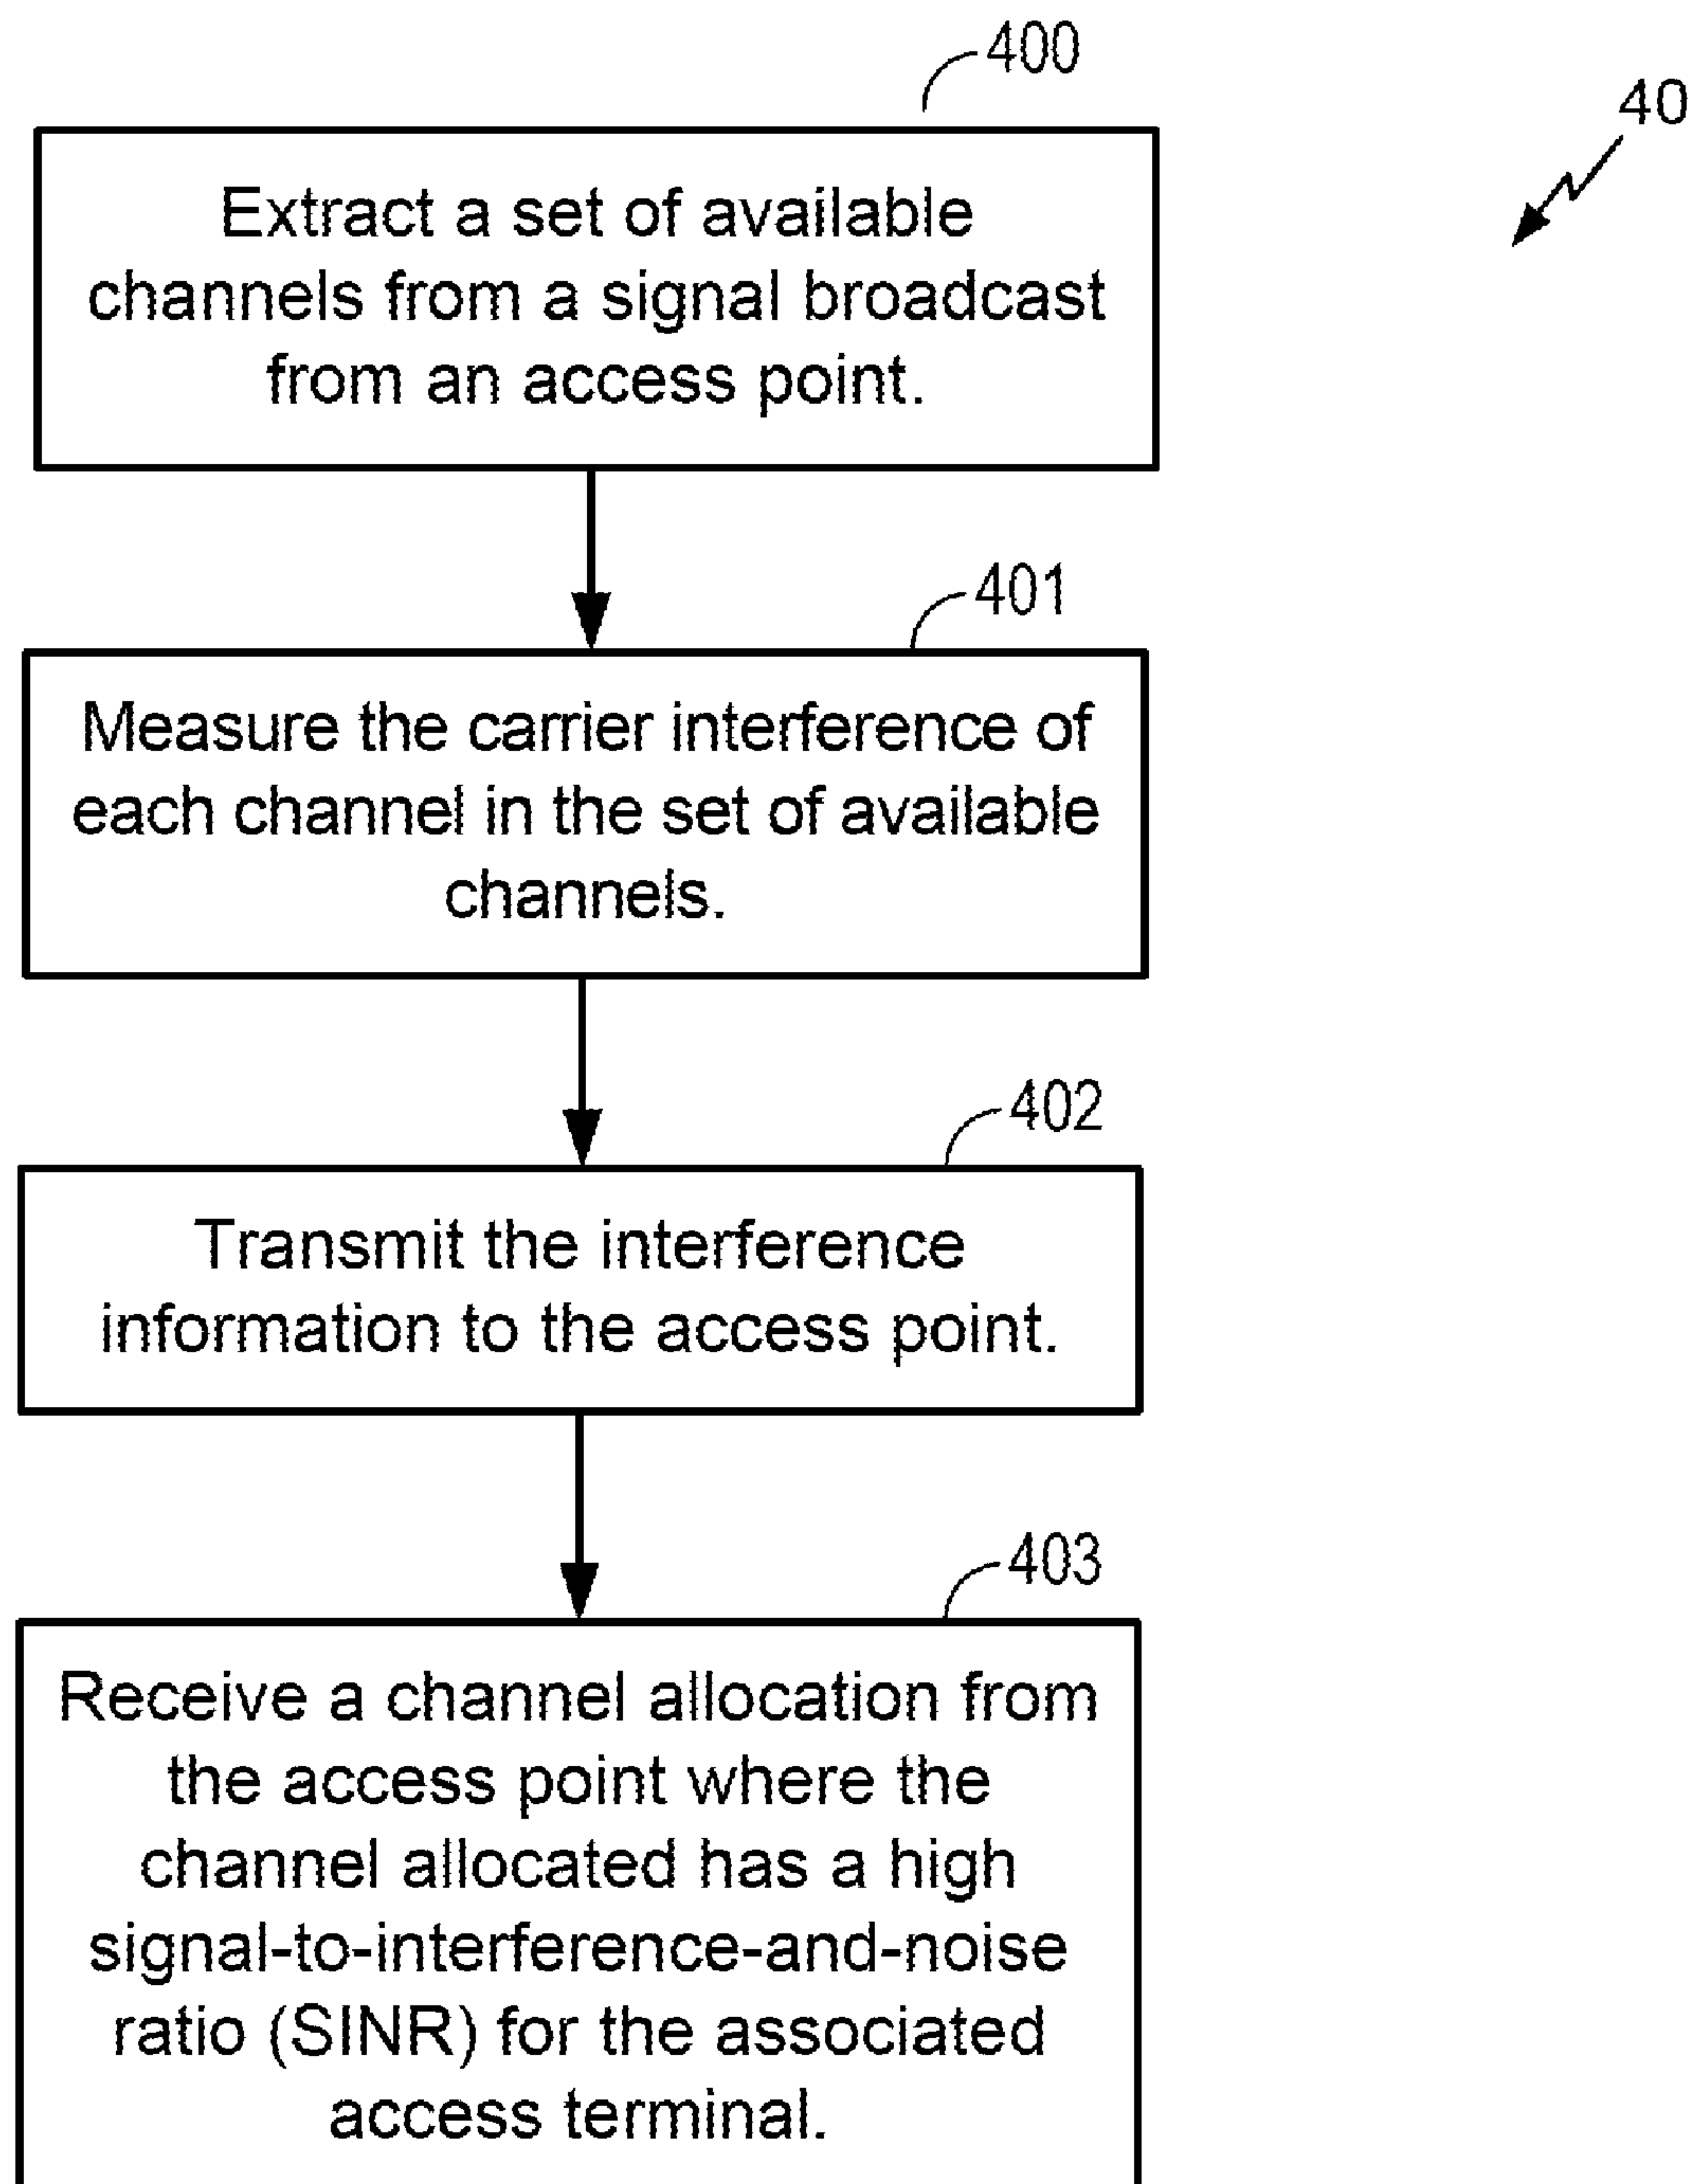 400
40
Extract a set of available
channels from a signal broadcast
from an access point.
401
Measure the carrier interference of
each channel in the set of available
channels.
402
Transmit the interference
information to the access point.
403
Receive a channel allocation from
the access point where the
channel allocated has a high
signal-to-interference-and-noise
ratio (SINR) for the associated
access terminal.